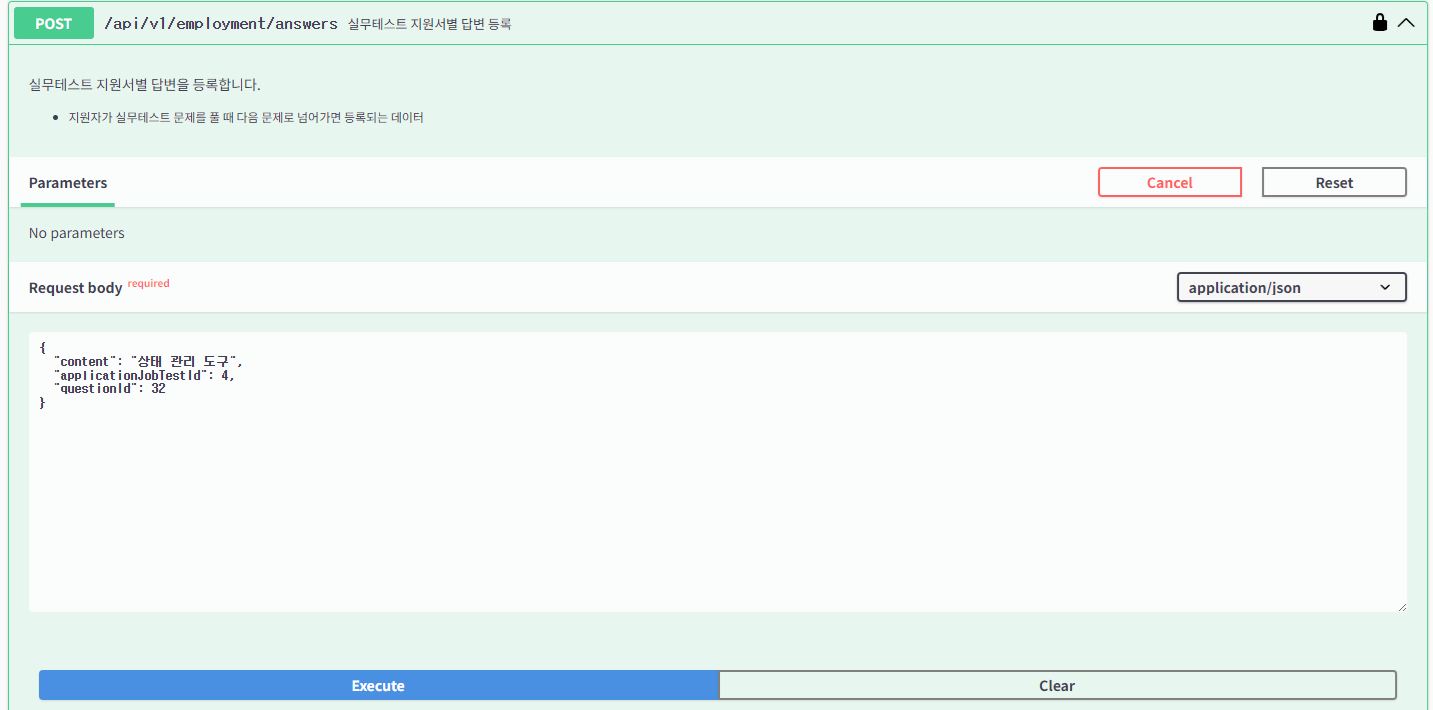 POST /api/v1/employment/answers 실무테스트 지원서별 답변 등록
실무테스트 지원서별 답변을 등록합니다.
지원자가 실무테스트 문제를 풀 때 다음 문제로 넘어가면 등록되는 데이터
Parameters Cancel Reset
No parameters
Request body required application/json
{
"content": "상태 관리 도구",
"applicationJobTestId": 4,
"questionId": 32
}
Execute Clear